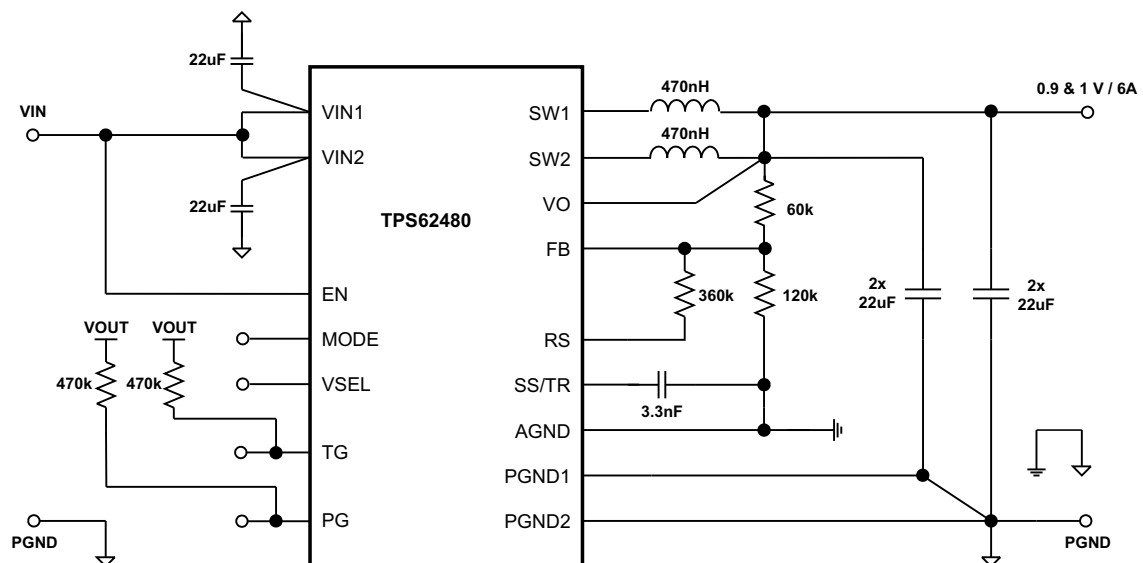 22uF
470nH
0.9 & 1 V / 6A
VIN
VIN1
SW1
470nH
VIN2
SW2
22uF
VO
TPS62480
60k
FB
EN
360k
120k
2x
22uF
2x
22uF
VOUT
VOUT
MODE
RS
470k
470k
VSEL
SS/TR
3.3nF
AGND
TG
PGND1
PG
PGND2
PGND
PGND